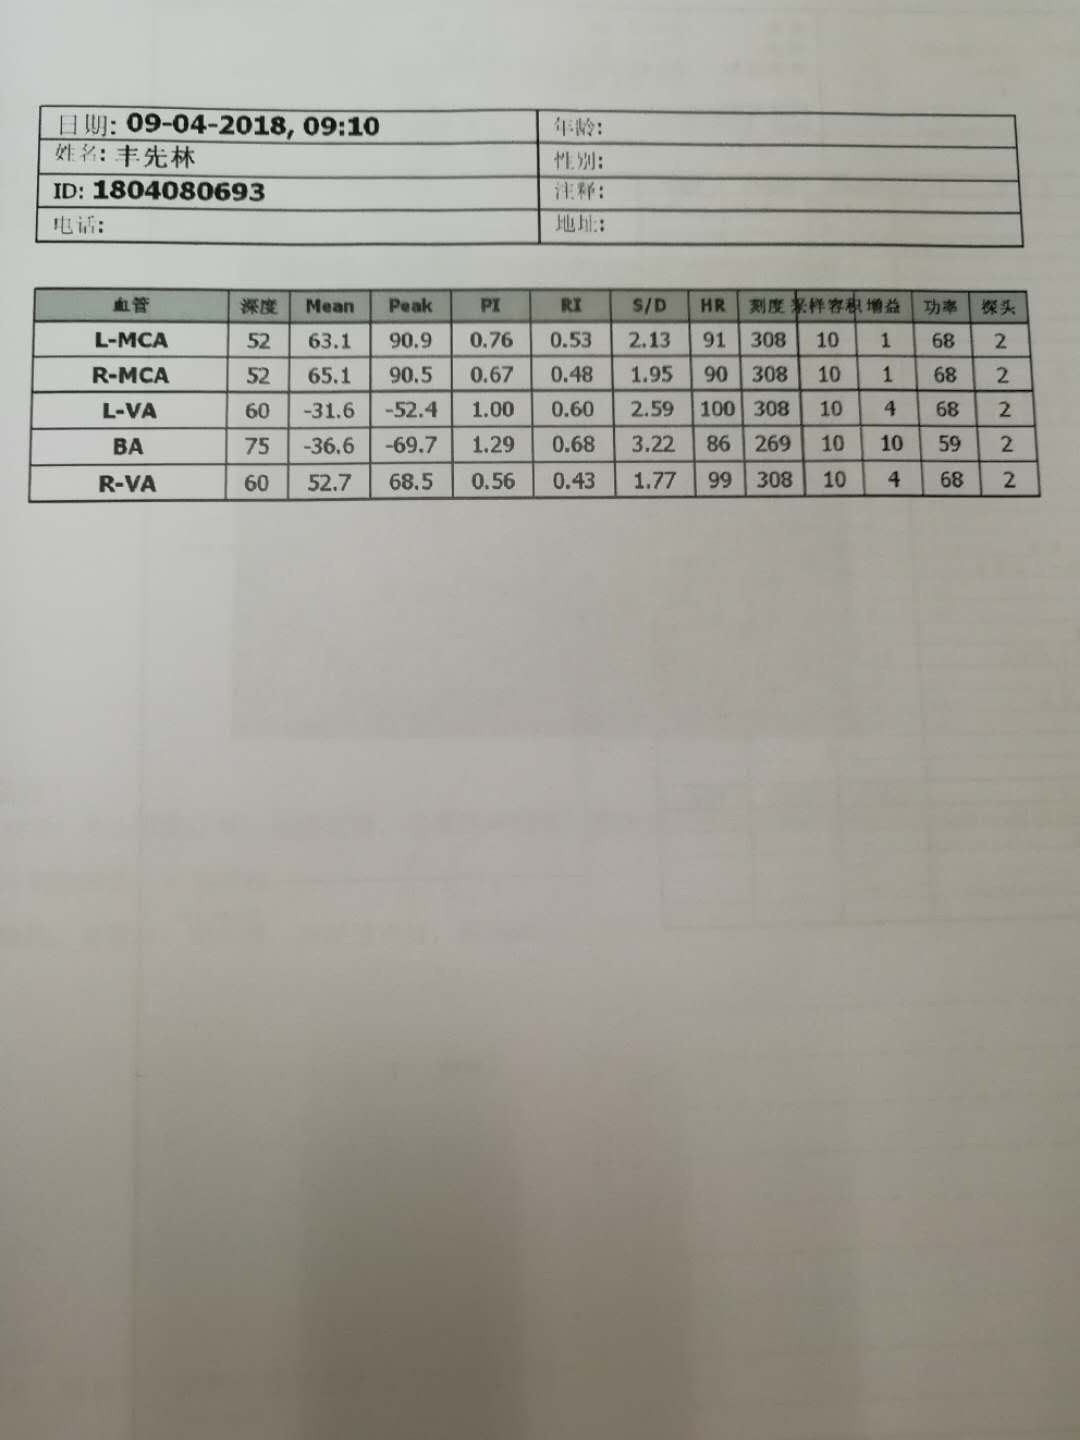 日期: 09-04-2018, 09:10 年龄:
姓名: 丰先林 性别:
ID: 1804080693 注释:
电话: 地址:
血管 深度 Mean Peak PI RI S/D HR 刻度 采样容积 增益 功率 探头
L-MCA 52 63.1 90.9 0.76 0.53 2.13 91 308 10 1 68 2
R-MCA 52 65.1 90.5 0.67 0.48 1.95 90 308 10 1 68 2
L-VA 60 -31.6 -52.4 1.00 0.60 2.59 100 308 10 4 68 2
BA 75 -36.6 -69.7 1.29 0.68 3.22 86 269 10 10 59 2
R-VA 60 52.7 68.5 0.56 0.43 1.77 99 308 10 4 68 2